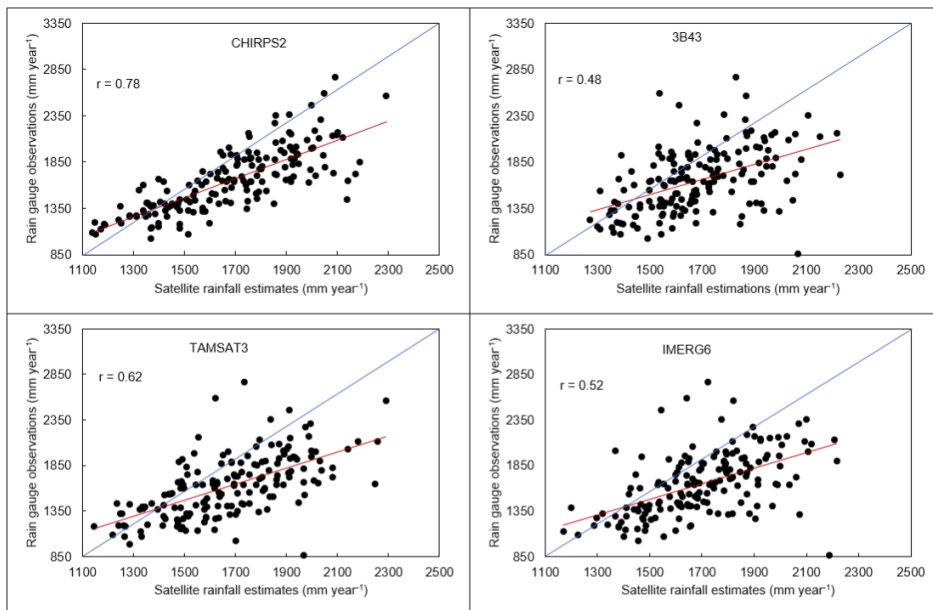 3350
2850
2350
1850
1350
850
Rain gauge observations (mm year⁻¹)
CHIRPS2
r = 0.78
1100 1300 1500 1700 1900 2100 2300 2500
Satellite rainfall estimates (mm year⁻¹)
3350
2850
2350
1850
1350
850
Rain gauge observations (mm year⁻¹)
3B43
r = 0.48
1100 1300 1500 1700 1900 2100 2300 2500
Satellite rainfall estimations (mm year⁻¹)
3350
2850
2350
1850
1350
850
Rain gauge observations (mm year⁻¹)
TAMSAT3
r = 0.62
1100 1300 1500 1700 1900 2100 2300 2500
Satellite rainfall estimates (mm year⁻¹)
3350
2850
2350
1850
1350
850
Rain gauge observations (mm year⁻¹)
IMERG6
r = 0.52
1100 1300 1500 1700 1900 2100 2300 2500
Satellite rainfall estimates (mm year⁻¹)